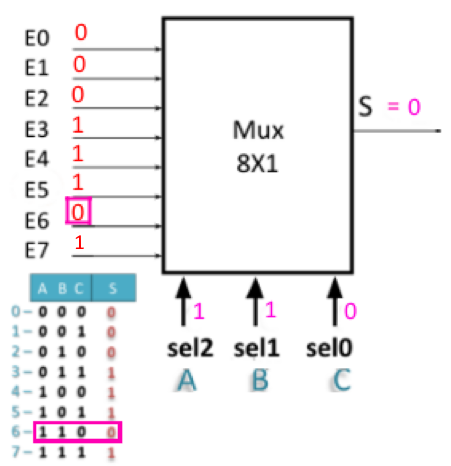 E0 0
E1 0
E2 0
E3 1
E4 1
E5 1
E6 0
E7 1
Mux
8X1
S = 0
1 1 0
sel2 sel1 sel0
A B C
A B C S
0- 0 0 0 0
1- 0 0 1 0
2- 0 1 0 0
3- 0 1 1 1
4- 1 0 0 1
5- 1 0 1 1
6- 1 1 0 0
7- 1 1 1 1